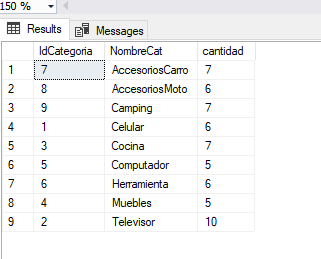 150 %
Results Messages
IdCategoria NombreCat cantidad
1 7 AccesoriosCarro 7
2 8 AccesoriosMoto 6
3 9 Camping 7
4 1 Celular 6
5 3 Cocina 7
6 5 Computador 5
7 6 Herramienta 6
8 4 Muebles 5
9 2 Televisor 10